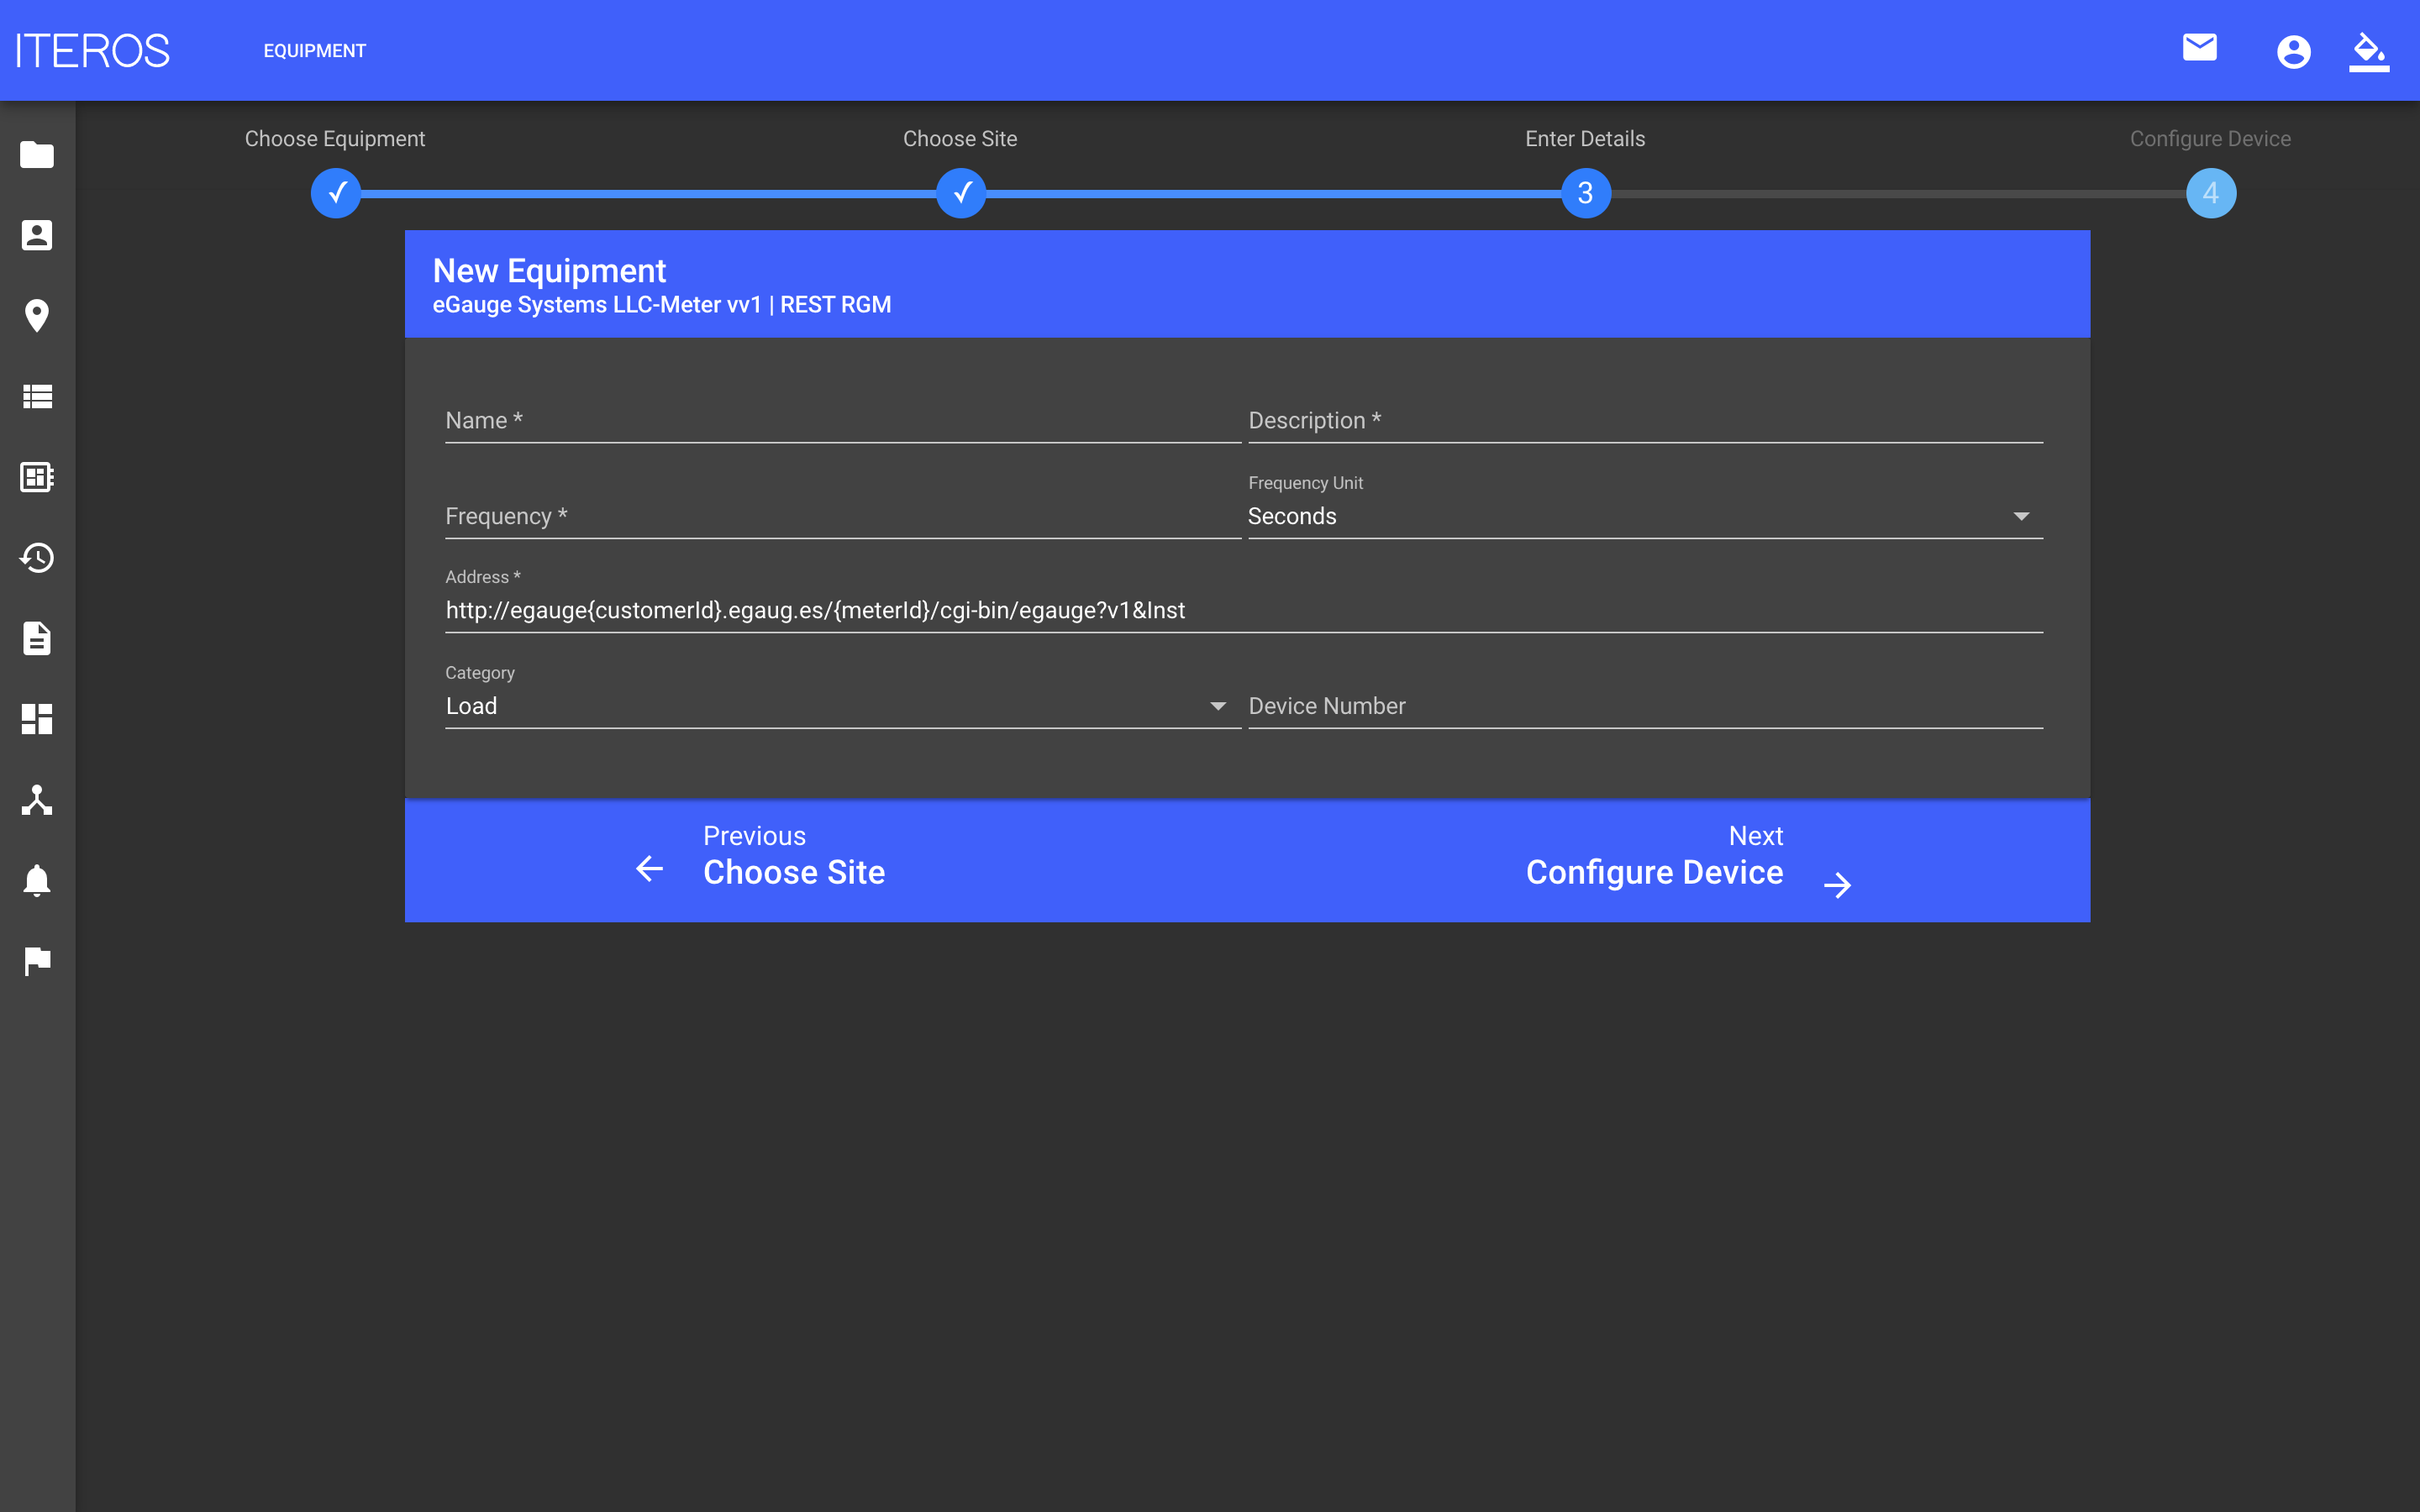 ITEROS
EQUIPMENT
Choose Equipment
Choose Site
Enter Details
Configure Device
3
4
New Equipment
eGauge Systems LLC-Meter vv1 | REST RGM
Name *
Description *
Frequency *
Frequency Unit
Seconds
Address *
http://egauge{customerId}.egaug.es/{meterId}/cgi-bin/egauge?v1&Inst
Category
Load
Device Number
Previous
Choose Site
Next
Configure Device